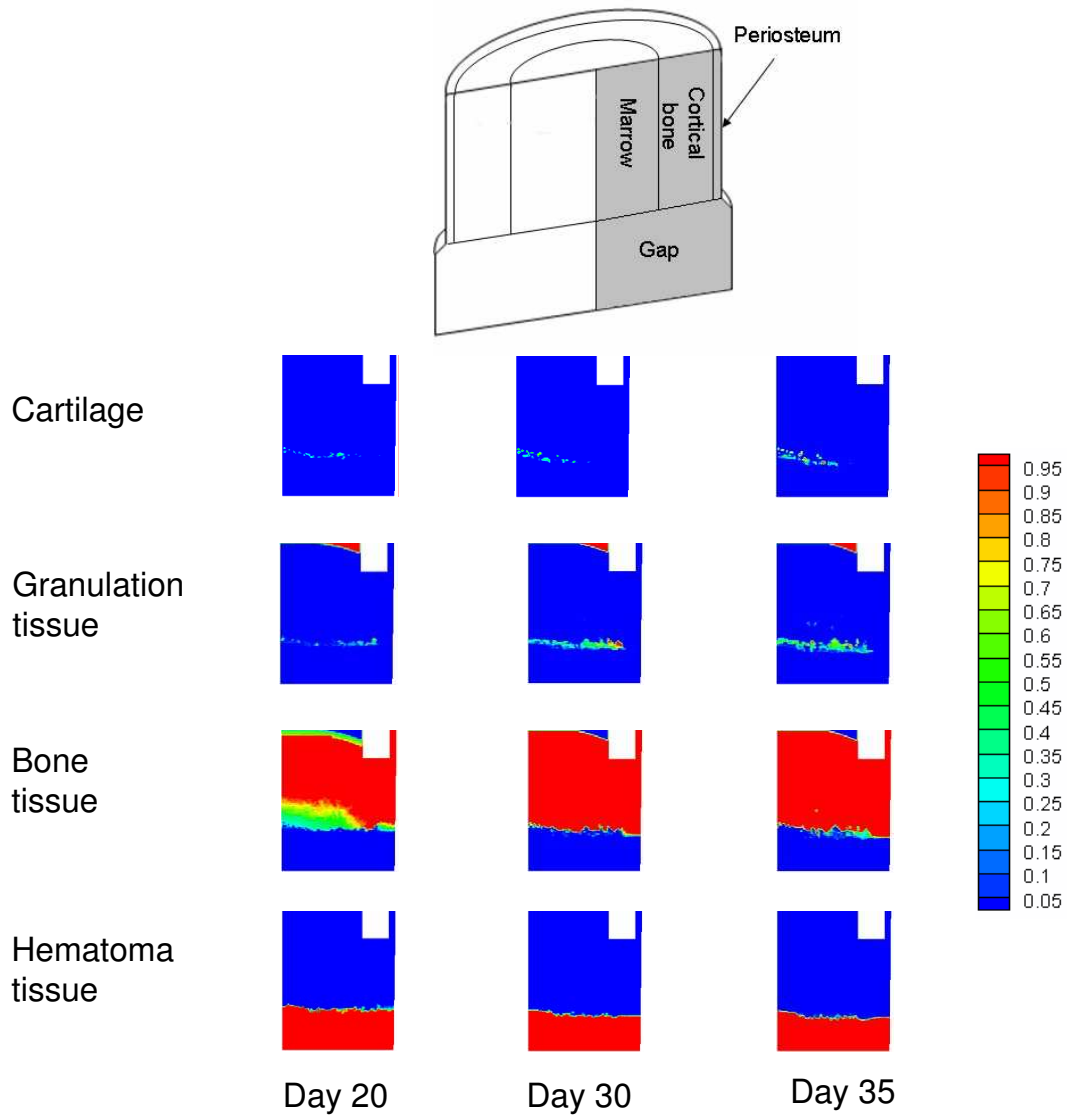 Periosteum
Marrow
Cortical
bone
Gap
Cartilage
Granulation
tissue
Bone
tissue
Hematoma
tissue
0.95
0.9
0.85
0.8
0.75
0.7
0.65
0.6
0.55
0.5
0.45
0.4
0.35
0.3
0.25
0.2
0.15
0.1
0.05
Day 20
Day 30
Day 35